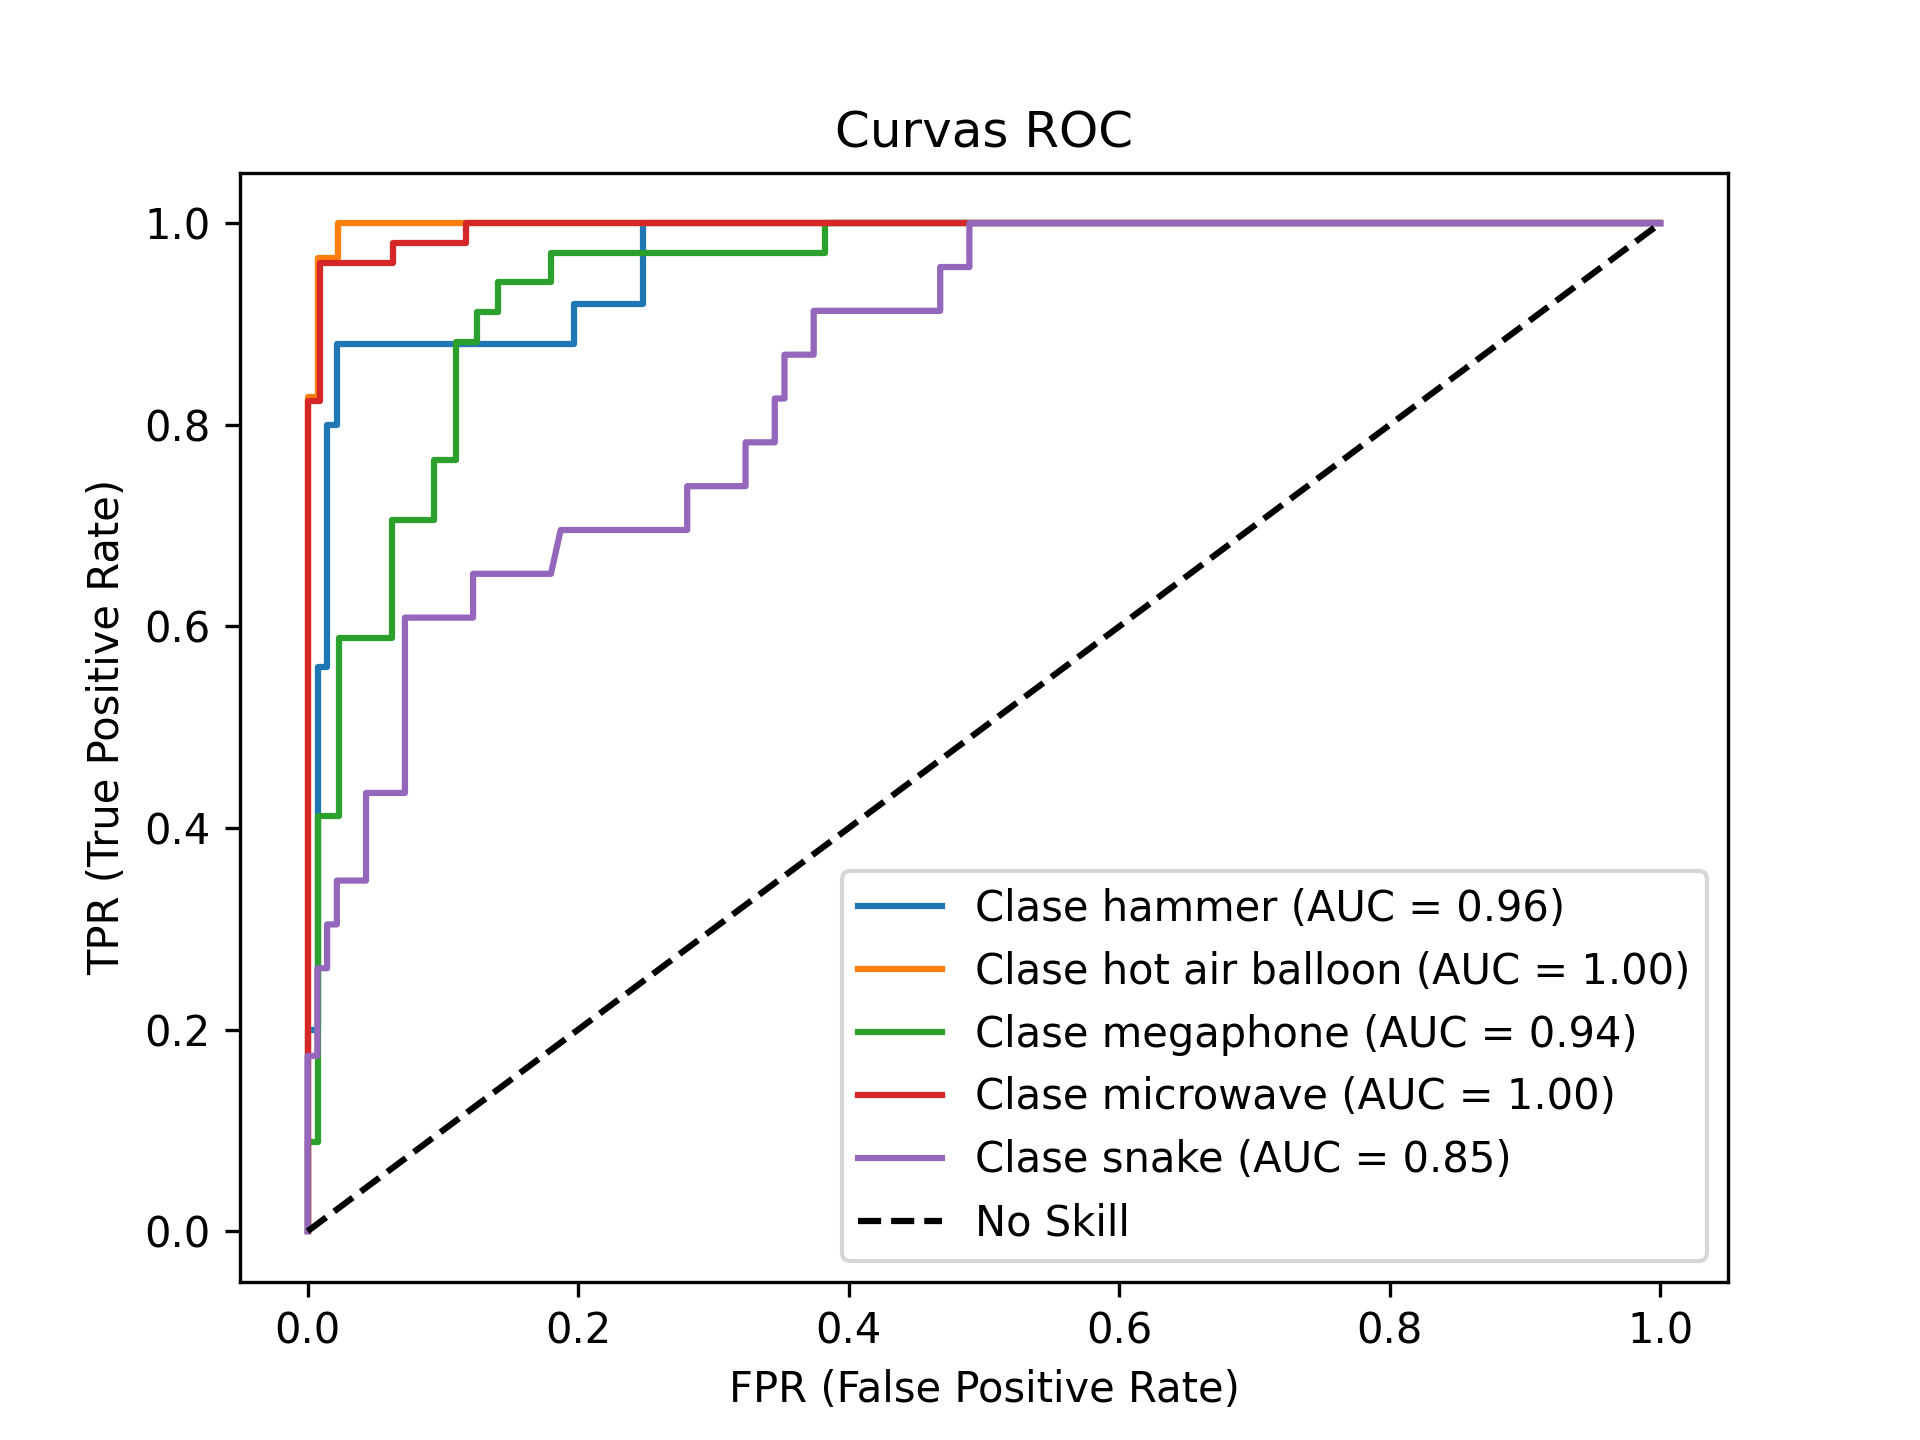 Curvas ROC
TPR (True Positive Rate)
1.0
0.8
0.6
0.4
0.2
0.0
Clase hammer (AUC = 0.96)
Clase hot air balloon (AUC = 1.00)
Clase megaphone (AUC = 0.94)
Clase microwave (AUC = 1.00)
Clase snake (AUC = 0.85)
No Skill
0.0 0.2 0.4 0.6 0.8 1.0
FPR (False Positive Rate)